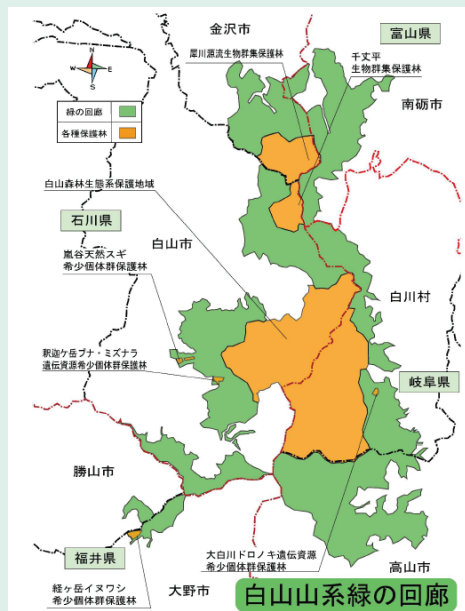 金沢市
富山県
犀川源流生物群集保護林
千丈平
生物群集保護林
N
W
E
S
南砺市
緑の回廊
各種保護林
白山森林生態系保護地域
石川県
白山市
嵐谷天然スギ
希少個体群保護林
白川村
釈迦ケ岳ブナ・ミズナラ
遺伝資源希少個体群保護林
岐阜県
勝山市
大白川ドロノキ遺伝資源
希少個体群保護林
福井県
高山市
経ヶ岳イヌワシ
希少個体群保護林
大野市
白山山系緑の回廊